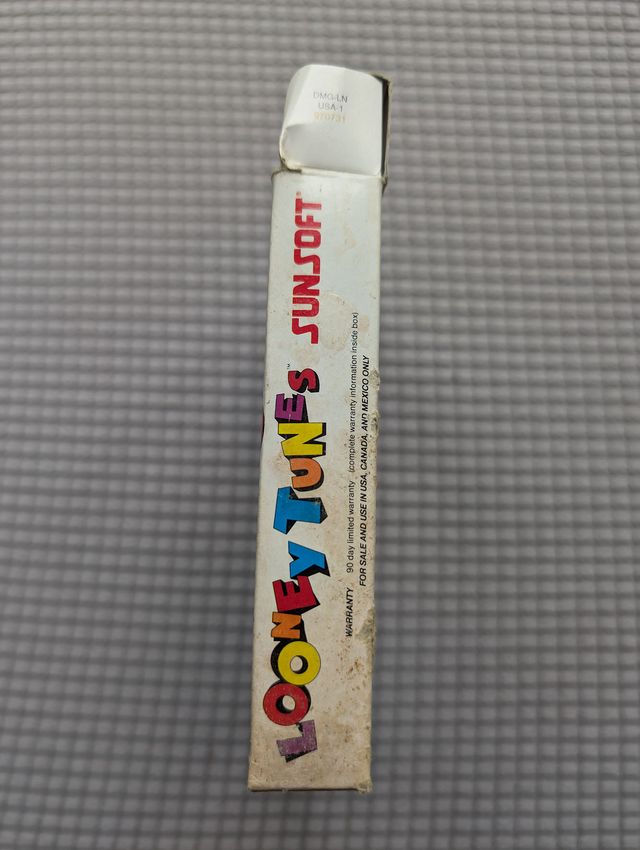 DMG-LN
USA-1
970731
LOONEY TUNES™ SUNSOFT®
WARRANTY 90 day limited warranty (complete warranty information inside box)
FOR SALE AND USE IN USA, CANADA, AND MEXICO ONLY